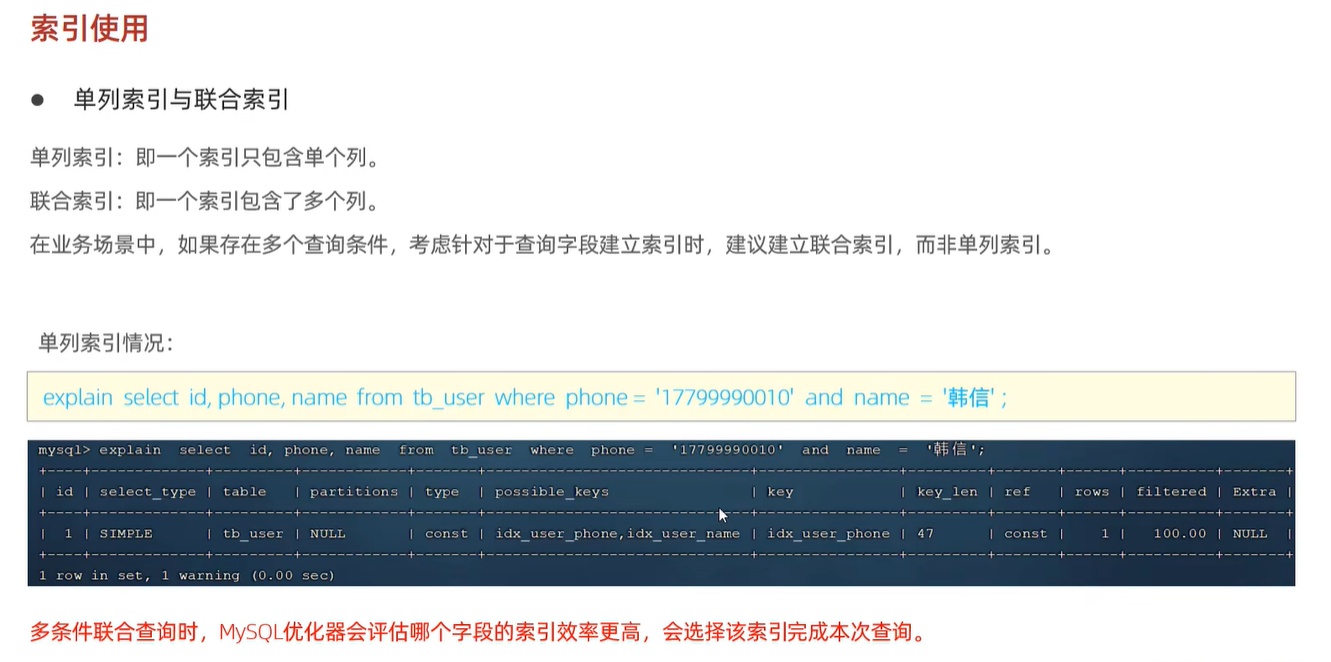 索引使用
● 单列索引与联合索引
单列索引：即一个索引只包含单个列。
联合索引：即一个索引包含了多个列。
在业务场景中，如果存在多个查询条件，考虑针对于查询字段建立索引时，建议建立联合索引，而非单列索引。
单列索引情况：
explain select id, phone, name from tb_user where phone = '17799990010' and name = '韩信' ;
mysql> explain select id, phone, name from tb_user where phone = '17799990010' and name = '韩信';
+----+-------------+---------+------------+-------+------------------------------+----------------+---------+-------+------+----------+-------+
| id | select_type | table | partitions | type | possible_keys | key | key_len | ref | rows | filtered | Extra |
+----+-------------+---------+------------+-------+------------------------------+----------------+---------+-------+------+----------+-------+
| 1 | SIMPLE | tb_user | NULL | const | idx_user_phone,idx_user_name | idx_user_phone | 47 | const | 1 | 100.00 | NULL |
+----+-------------+---------+------------+-------+------------------------------+----------------+---------+-------+------+----------+-------+
1 row in set, 1 warning (0.00 sec)
多条件联合查询时，MySQL优化器会评估哪个字段的索引效率更高，会选择该索引完成本次查询。